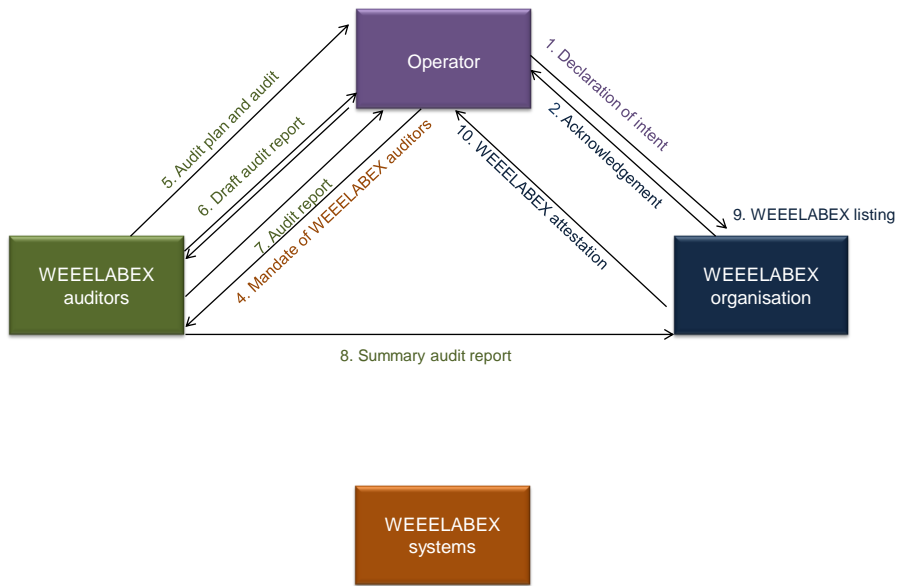 Operator
1. Declaration of intent
2. Acknowledgement
10. WEEELABEX attestation
5. Audit plan and audit
6. Draft audit report
7. Audit report
4. Mandate of WEEELABEX auditors
9. WEEELABEX listing
WEEELABEX
auditors
WEEELABEX
organisation
8. Summary audit report
WEEELABEX
systems